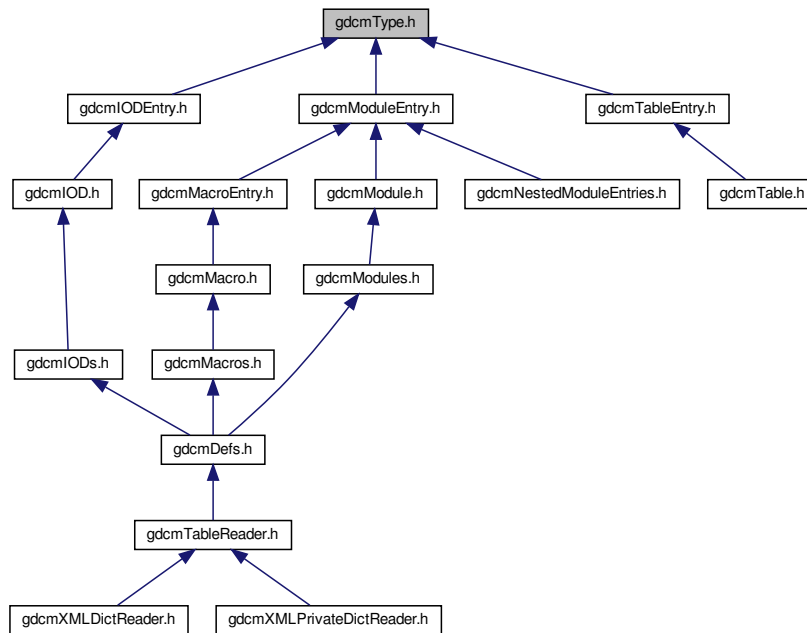 gdcmType.h
gdcmIODEntry.h
gdcmModuleEntry.h
gdcmTableEntry.h
gdcmIOD.h
gdcmMacroEntry.h
gdcmModule.h
gdcmNestedModuleEntries.h
gdcmTable.h
gdcmMacro.h
gdcmModules.h
gdcmIODs.h
gdcmMacros.h
gdcmDefs.h
gdcmTableReader.h
gdcmXMLDictReader.h
gdcmXMLPrivateDictReader.h